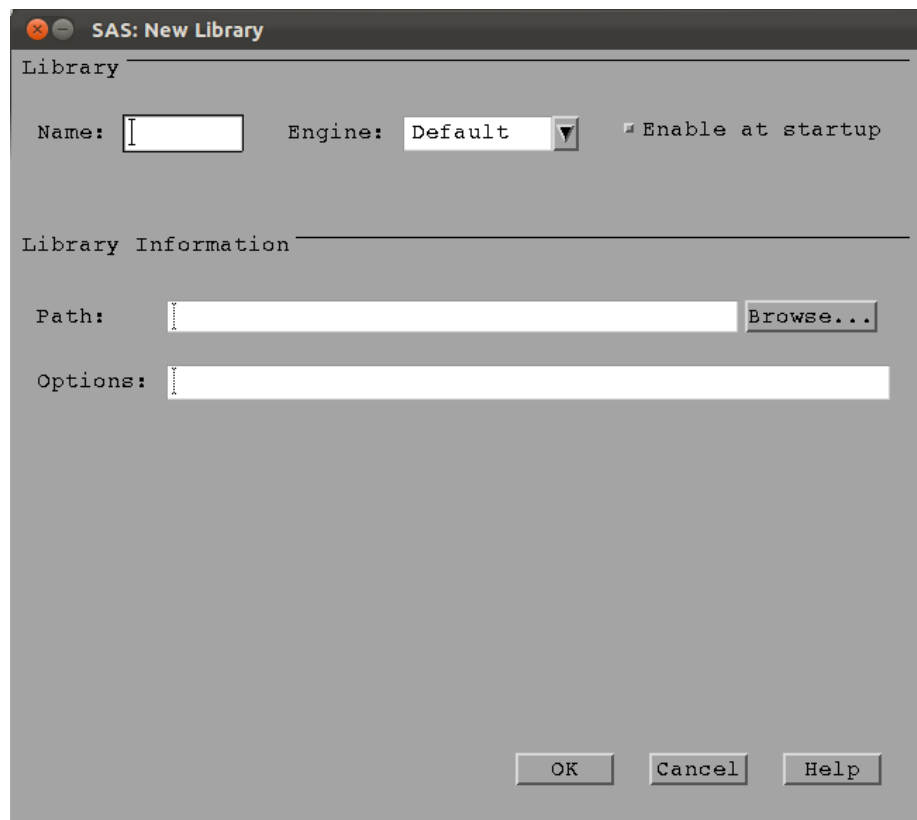 SAS: New Library
Library
Name: Engine: Default Enable at startup
Library Information
Path: Browse...
Options:
OK Cancel Help